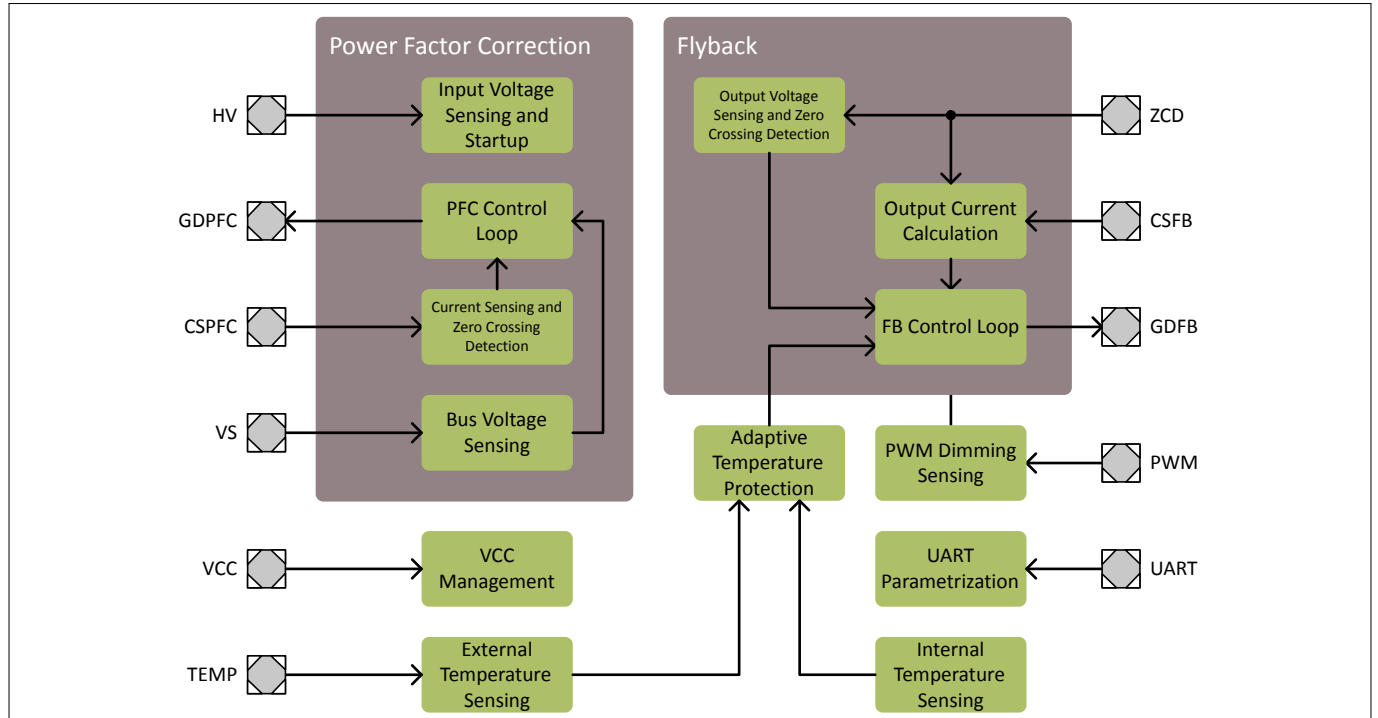 Power Factor Correction
Flyback
HV
Input Voltage
Sensing and
Startup
Output Voltage
Sensing and Zero
Crossing Detection
ZCD
GDPFC
PFC Control
Loop
Output Current
Calculation
CSFB
CSPFC
Current Sensing and
Zero Crossing
Detection
FB Control Loop
GDFB
VS
Bus Voltage
Sensing
Adaptive
Temperature
Protection
PWM Dimming
Sensing
PWM
VCC
VCC
Management
UART
Parametrization
UART
TEMP
External
Temperature
Sensing
Internal
Temperature
Sensing